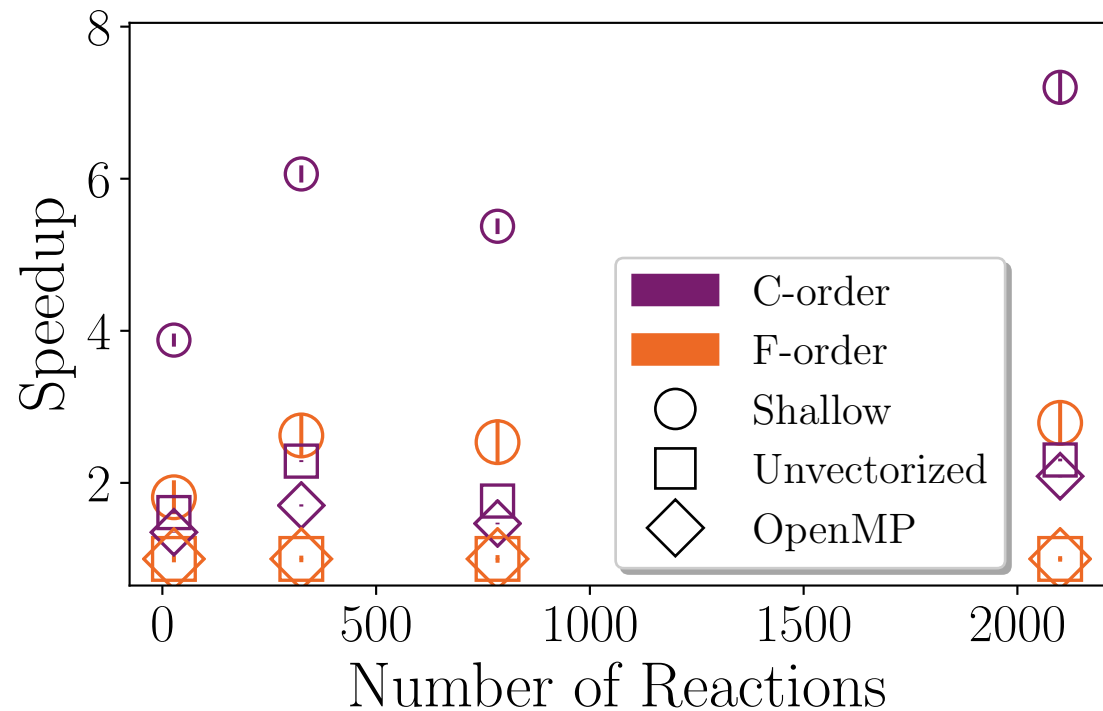 8
6
4
2
Speedup
C-order
F-order
Shallow
Unvectorized
OpenMP
0 500 1000 1500 2000
Number of Reactions